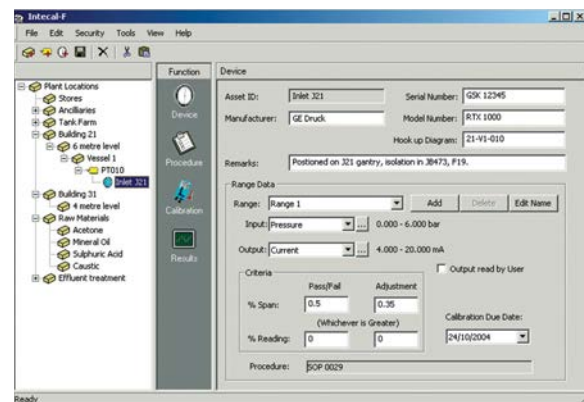 Intecal-F
File Edit Security Tools View Help
Plant Locations
Stores
Ancillaries
Tank Farm
Building 21
6 metre level
Vessel 1
PT010
Inlet J21
Building 31
4 metre level
Raw Materials
Acetone
Mineral Oil
Sulphuric Acid
Caustic
Effluent treatment
Function
Device
Procedure
Calibration
Results
Device
Asset ID: Inlet J21 Serial Number: GSK 12345
Manufacturer: GE Druck Model Number: RTX 1000
Hook up Diagram: 21-V1-010
Remarks: Postioned on J21 gantry, isolation in JB473, F19.
Range Data
Range: Range 1 Add Delete Edit Name
Input: Pressure ... 0.000 - 6.000 bar
Output: Current ... 4.000 - 20.000 mA
Criteria Output read by User
Pass/Fail Adjustment
% Span: 0.5 0.35
(Whichever is Greater) Calibration Due Date:
% Reading: 0 0 24/10/2004
Procedure: SOP 0029
Ready